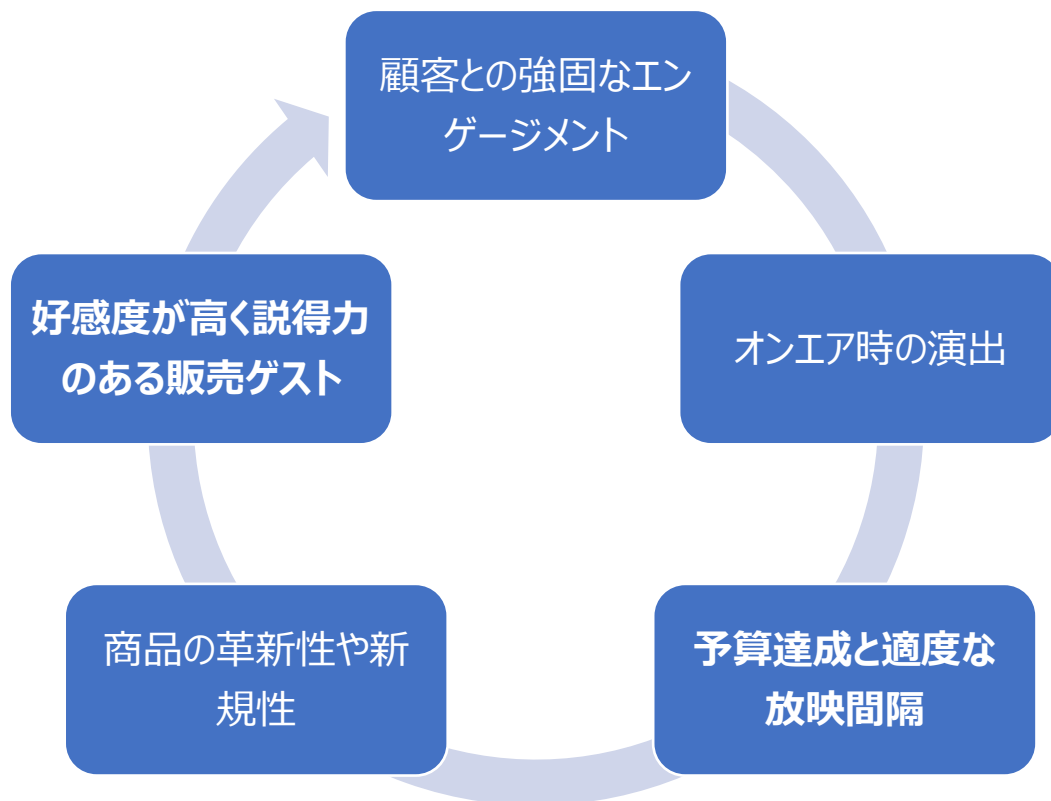 顧客との強固なエン
ゲージメント
オンエア時の演出
予算達成と適度な
放映間隔
商品の革新性や新
規性
好感度が高く説得力
のある販売ゲスト